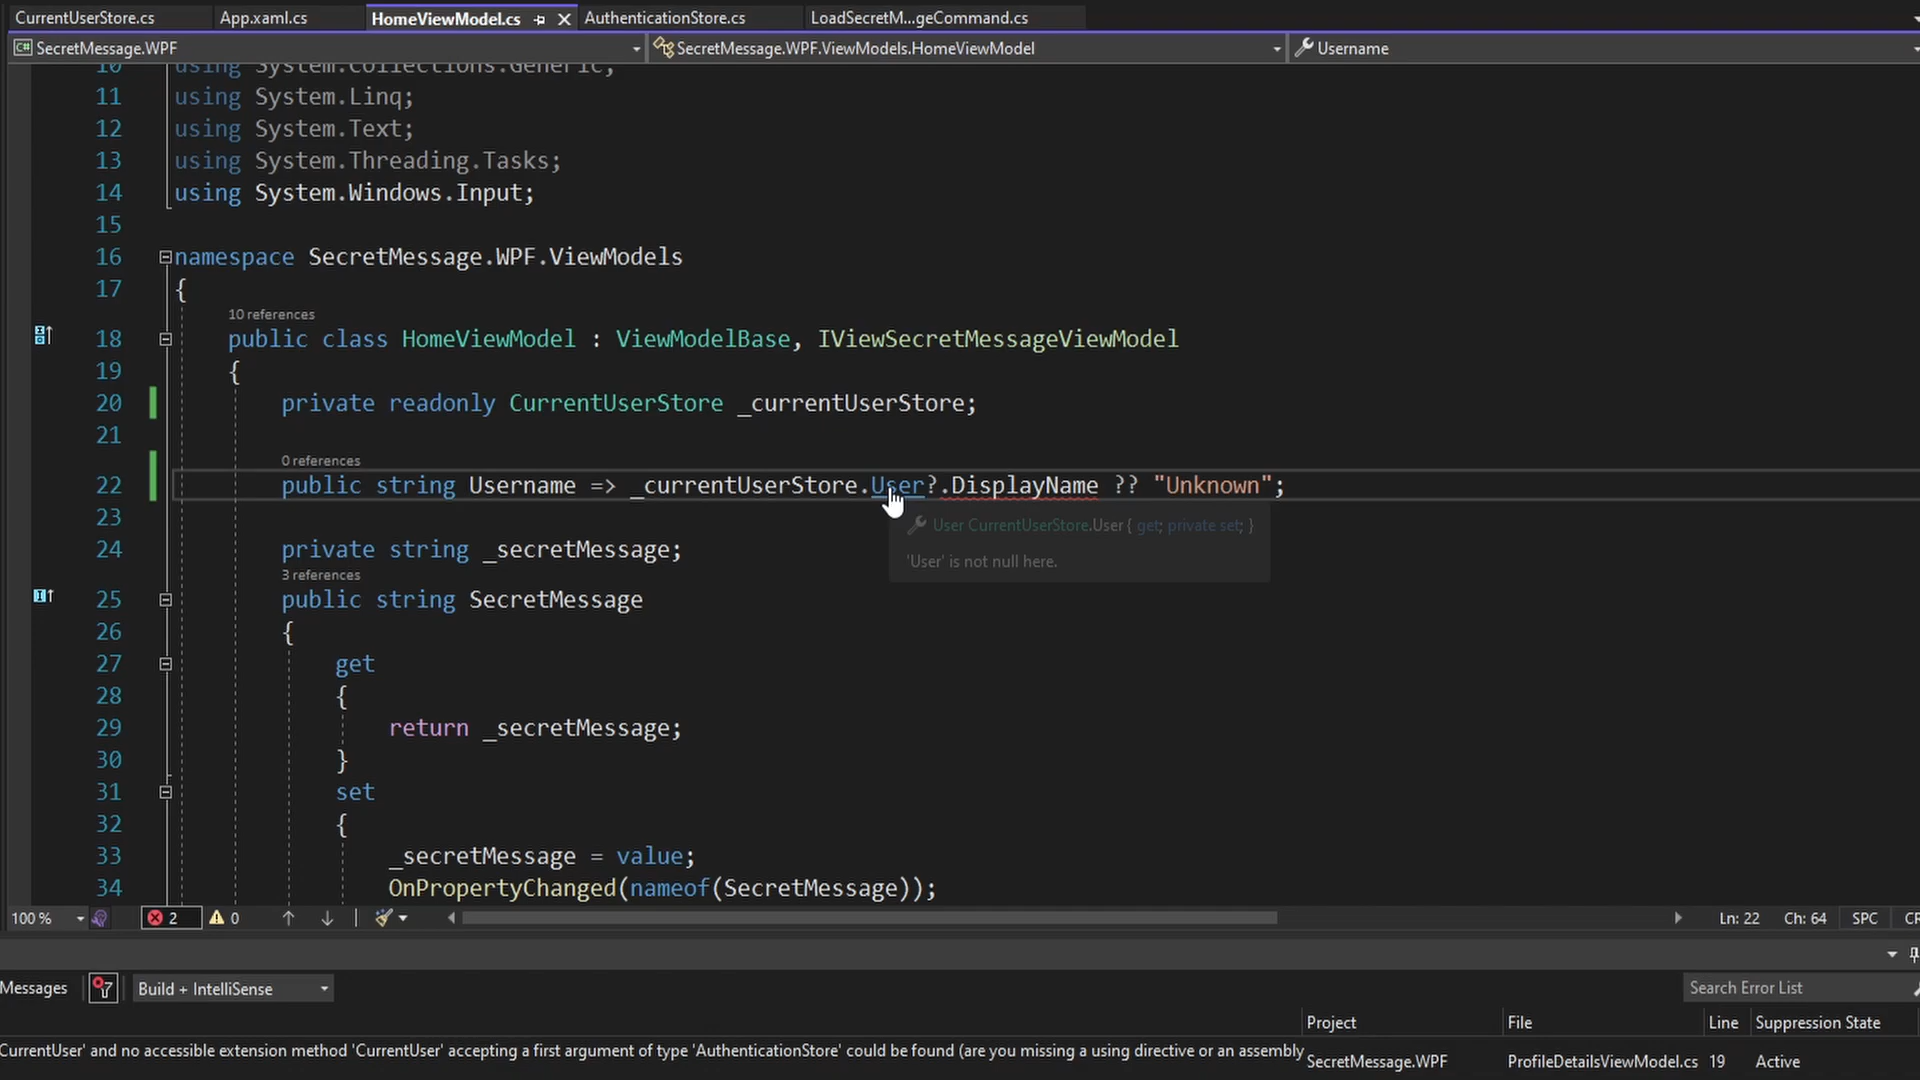 CurrentUserStore.cs App.xaml.cs HomeViewModel.cs AuthenticationStore.cs LoadSecretM...geCommand.cs
SecretMessage.WPF SecretMessage.WPF.ViewModels.HomeViewModel Username
10 using System.Collections.Generic;
11 using System.Linq;
12 using System.Text;
13 using System.Threading.Tasks;
14 using System.Windows.Input;
15
16 namespace SecretMessage.WPF.ViewModels
17 {
10 references
18 public class HomeViewModel : ViewModelBase, IViewSecretMessageViewModel
19 {
20 private readonly CurrentUserStore _currentUserStore;
21
0 references
22 public string Username => _currentUserStore.User?.DisplayName ?? "Unknown";
23
User CurrentUserStore.User { get; private set; }
24 private string _secretMessage;
'User' is not null here.
3 references
25 public string SecretMessage
26 {
27 get
28 {
29 return _secretMessage;
30 }
31 set
32 {
33 _secretMessage = value;
34 OnPropertyChanged(nameof(SecretMessage));
100 % 2 0 Ln: 22 Ch: 64 SPC CR
Messages Build + IntelliSense Search Error List
Project File Line Suppression State
CurrentUser' and no accessible extension method 'CurrentUser' accepting a first argument of type 'AuthenticationStore' could be found (are you missing a using directive or an assembly SecretMessage.WPF ProfileDetailsViewModel.cs 19 Active